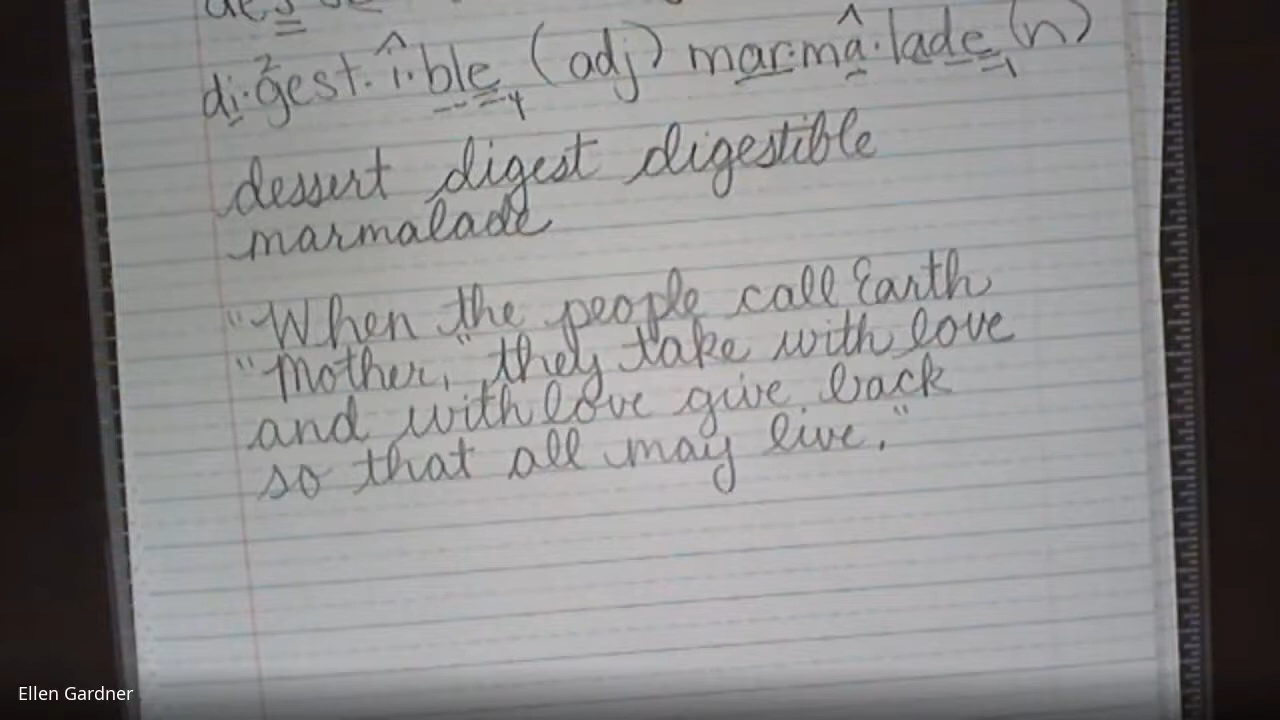 di·gest·i·ble (adj) mar·ma·lade (n)
dessert digest digestible
marmalade
"When the people call Earth
"Mother," they take with love
and with love give back
so that all may live."
Ellen Gardner